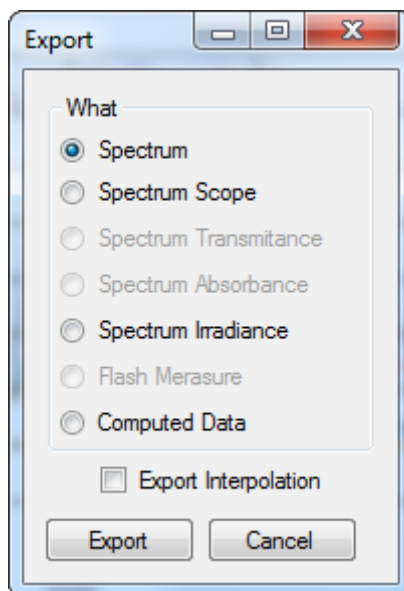 Export
What
Spectrum
Spectrum Scope
Spectrum Transmitance
Spectrum Absorbance
Spectrum Irradiance
Flash Merasure
Computed Data
Export Interpolation
Export Cancel